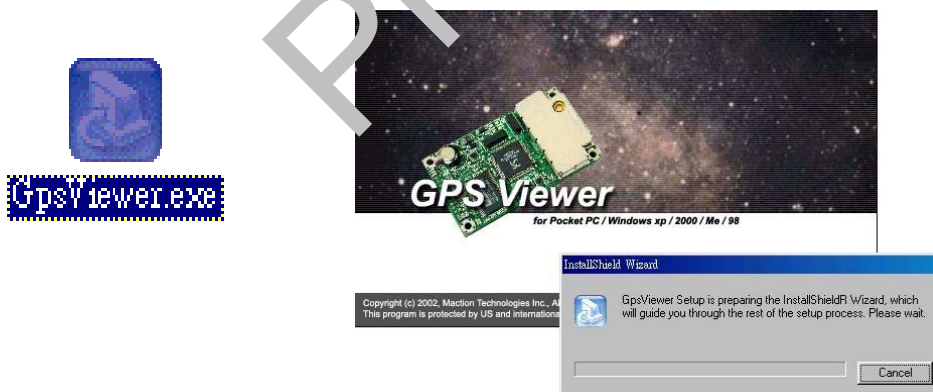 GpsViewer.exe
GPS Viewer
for Pocket PC / Windows xp / 2000 / Me / 98
Copyright (c) 2002, Maction Technologies Inc.,
This program is protected by US and
InstallShield Wizard
GpsViewer Setup is preparing the InstallShieldR Wizard, which
will guide you through the rest of the setup process. Please wait.
Cancel